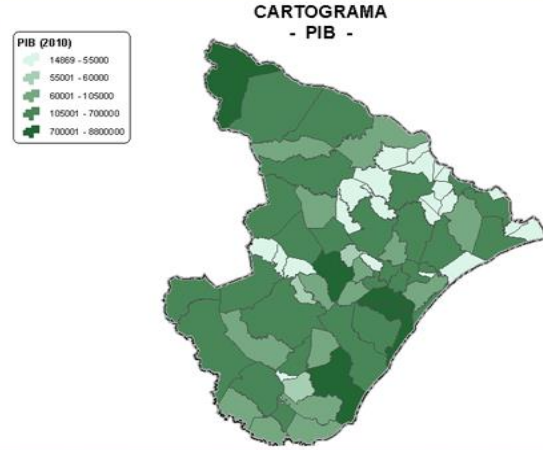 CARTOGRAMA
- PIB -
PIB (2010)
14869 - 55000
55001 - 60000
60001 - 105000
105001 - 700000
700001 - 8800000